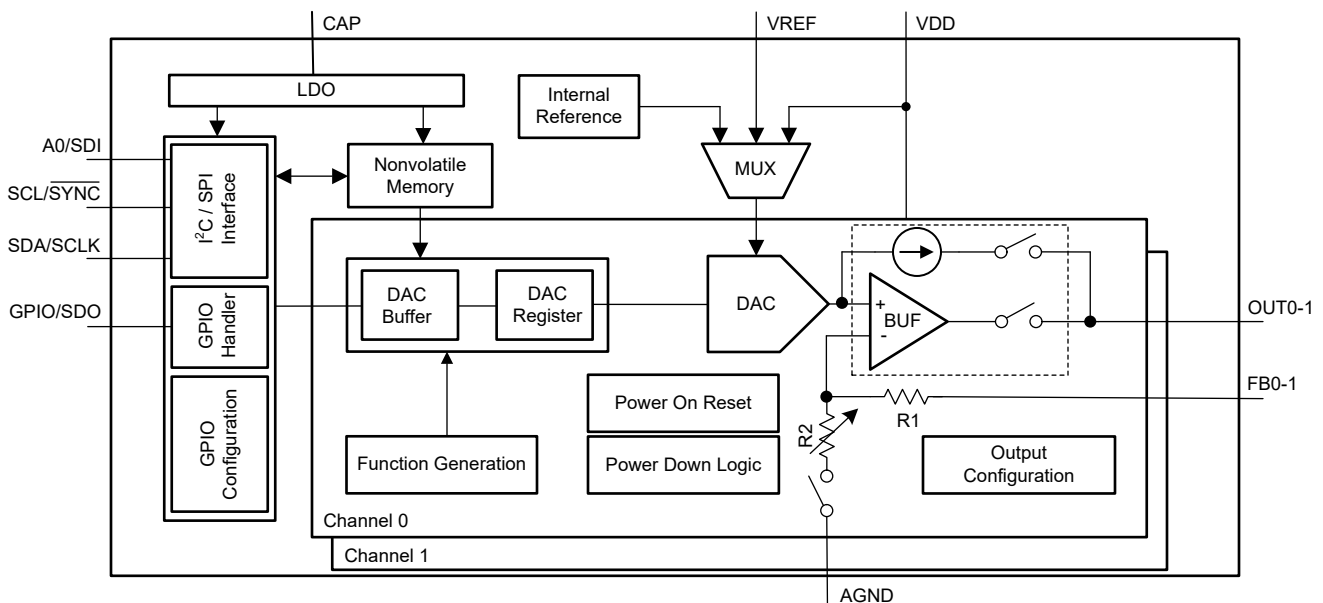 CAP
VREF
VDD
LDO
Internal
Reference
A0/SDI
SCL/SYNC
SDA/SCLK
GPIO/SDO
I²C / SPI
Interface
GPIO
Handler
GPIO
Configuration
Nonvolatile
Memory
MUX
DAC
Buffer
DAC
Register
DAC
+
BUF
-
OUT0-1
FB0-1
R1
R2
Power On Reset
Function Generation
Power Down Logic
Output
Configuration
Channel 0
Channel 1
AGND